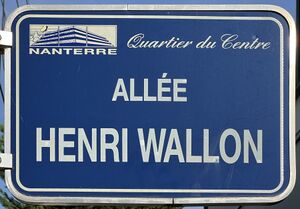 NANTERRE
Quartier du Centre
ALLÉE
HENRI WALLON